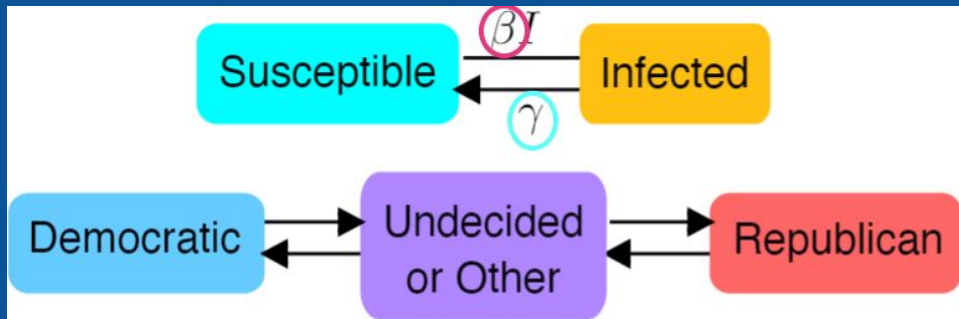 βI
Susceptible
Infected
γ
Democratic
Undecided
or Other
Republican